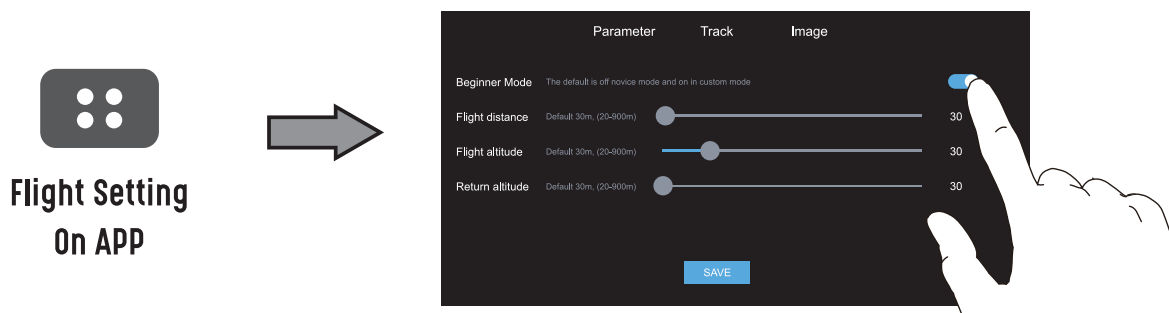 Flight Setting
On APP
Parameter Track Image
Beginner Mode The default is off novice mode and on in custom mode
Flight distance Default 30m, (20-900m) 30
Flight altitude Default 30m, (20-900m) 30
Return altitude Default 30m, (20-900m) 30
SAVE